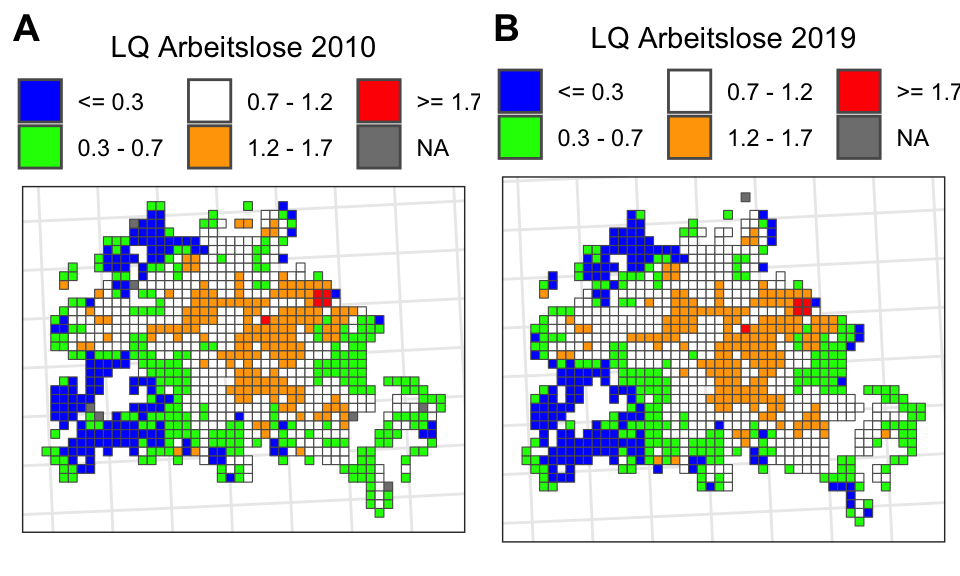 A
LQ Arbeitslose 2010
<= 0.3
0.7 - 1.2
>= 1.7
0.3 - 0.7
1.2 - 1.7
NA
B
LQ Arbeitslose 2019
<= 0.3
0.7 - 1.2
>= 1.7
0.3 - 0.7
1.2 - 1.7
NA